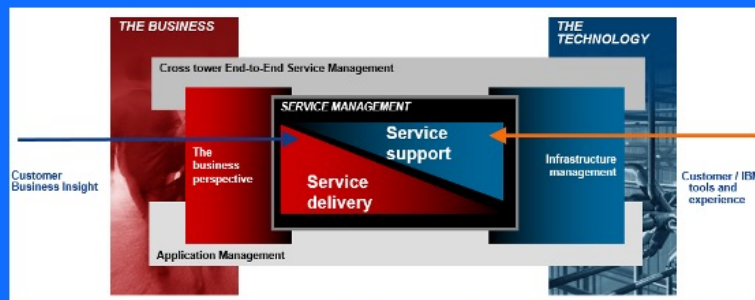 THE BUSINESS
THE
TECHNOLOGY
Cross tower End-to-End Service Management
SERVICE MANAGEMENT
Service
support
The
business
perspective
Infrastructure
management
Customer
Business Insight
Customer / IBM
tools and
experience
Service
delivery
Application Management